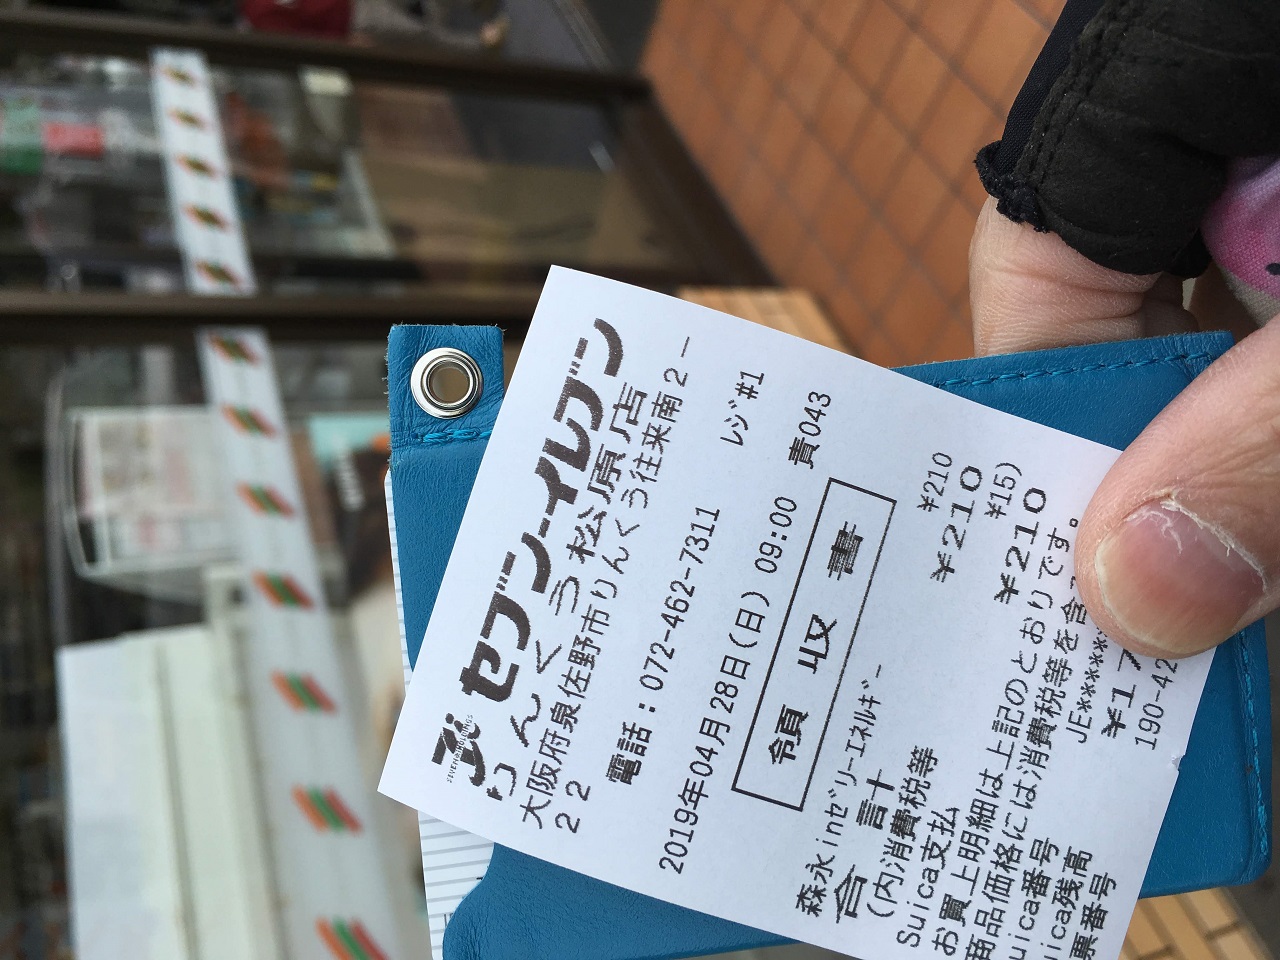 セブン-イレブン
SEVEN&i HOLDINGS
りんくう松原店
大阪府泉佐野市りんくう往来南2-
22
電話:072-462-7311 レジ#1
2019年04月28日(日) 09:00 責043
領 収 書
森永inゼリーエネルギー ¥210
合 計 ¥210
(内消費税等 ¥15)
Suica支払 ¥210
お買上明細は上記のとおりです。
商品価格には消費税等を含
uica番号 JE*******
ica残高 ¥1
票番号 190-42